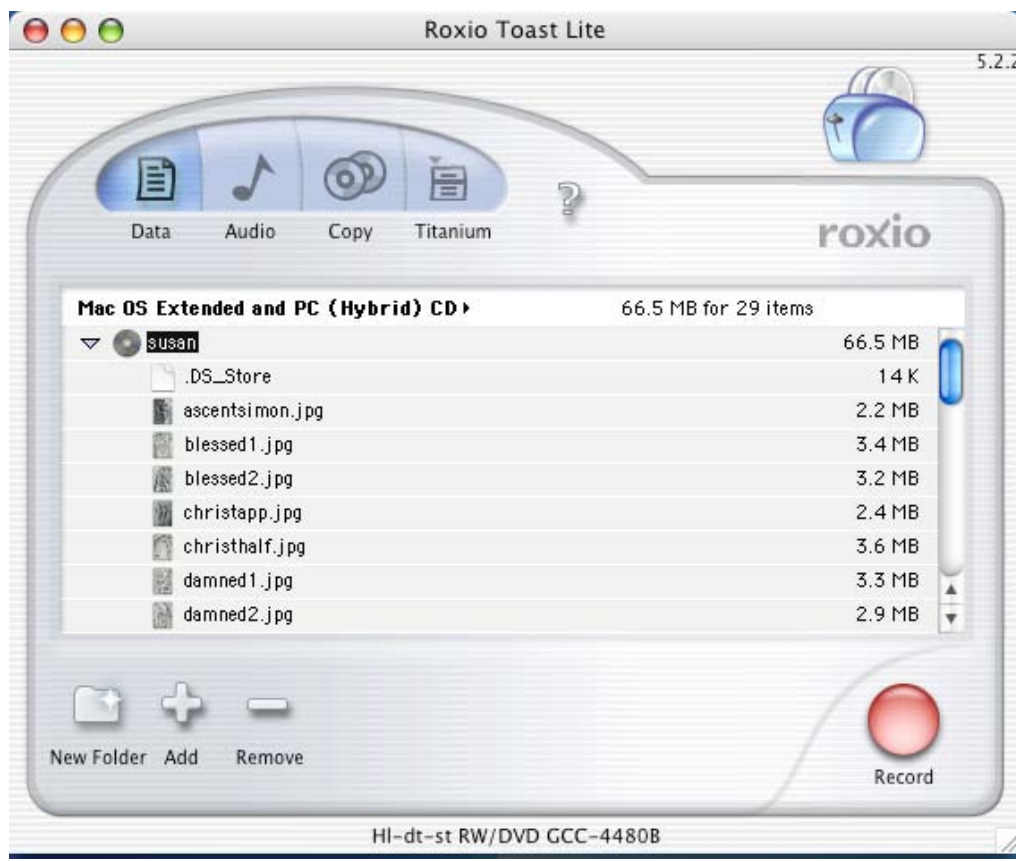 Roxio Toast Lite
5.2.2
Data Audio Copy Titanium
roxio
Mac OS Extended and PC (Hybrid) CD 66.5 MB for 29 items
susan 66.5 MB
.DS_Store 14 K
ascentsimon.jpg 2.2 MB
blessed1.jpg 3.4 MB
blessed2.jpg 3.2 MB
christapp.jpg 2.4 MB
christhalf.jpg 3.6 MB
damned1.jpg 3.3 MB
damned2.jpg 2.9 MB
New Folder Add Remove
Record
Hl-dt-st RW/DVD GCC-4480B